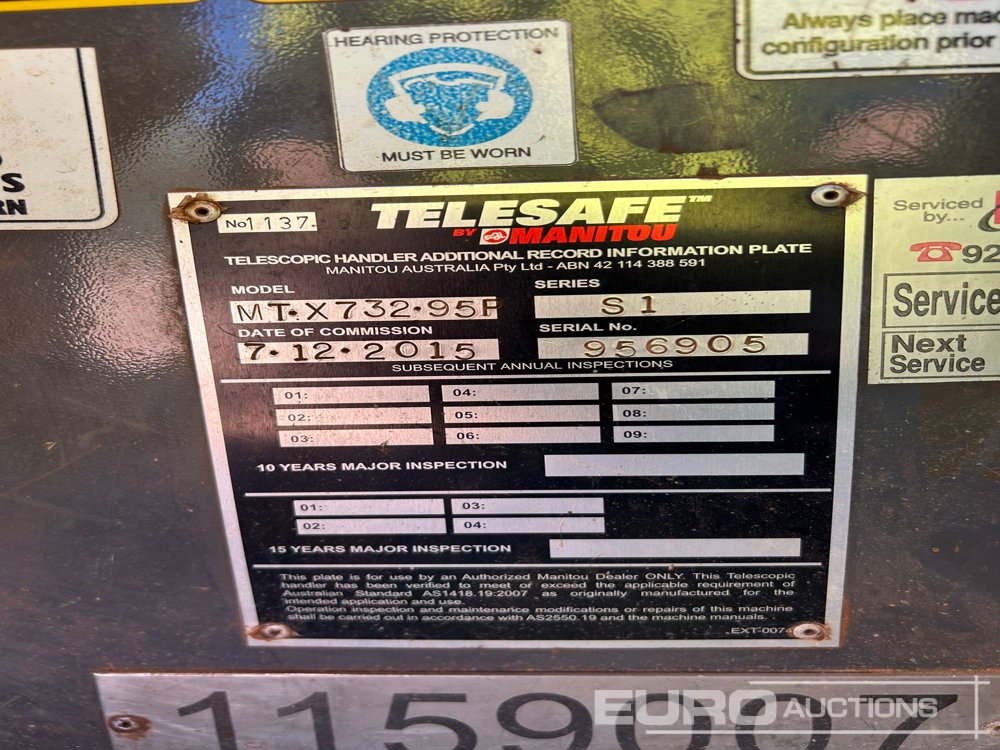 HEARING PROTECTION
MUST BE WORN
Always place
configuration prior
S
RN
No1137.
TELESAFE™
BY MANITOU
TELESCOPIC HANDLER ADDITIONAL RECORD INFORMATION PLATE
MANITOU AUSTRALIA Pty Ltd - ABN 42 114 388 591
MODEL
SERIES
MT·X732·95P
S1
DATE OF COMMISSION
SERIAL No.
7·12·2015
956905
SUBSEQUENT ANNUAL INSPECTIONS
01: 04: 07:
02: 05: 08:
03: 06: 09:
10 YEARS MAJOR INSPECTION
01: 03:
02: 04:
15 YEARS MAJOR INSPECTION
This plate is for use by an Authorized Manitou Dealer ONLY. This Telescopic
handler has been verified to meet or exceed the applicable requirement of
Australian Standard AS1418.19:2007 as originally manufactured for the
intended application and use.
Operation inspection and maintenance modifications or repairs of this machine
shall be carried out in accordance with AS2550.19 and the machine manuals.
EXT-0074
Serviced
by...
92
Service
Next
Service
1159007
EURO AUCTIONS